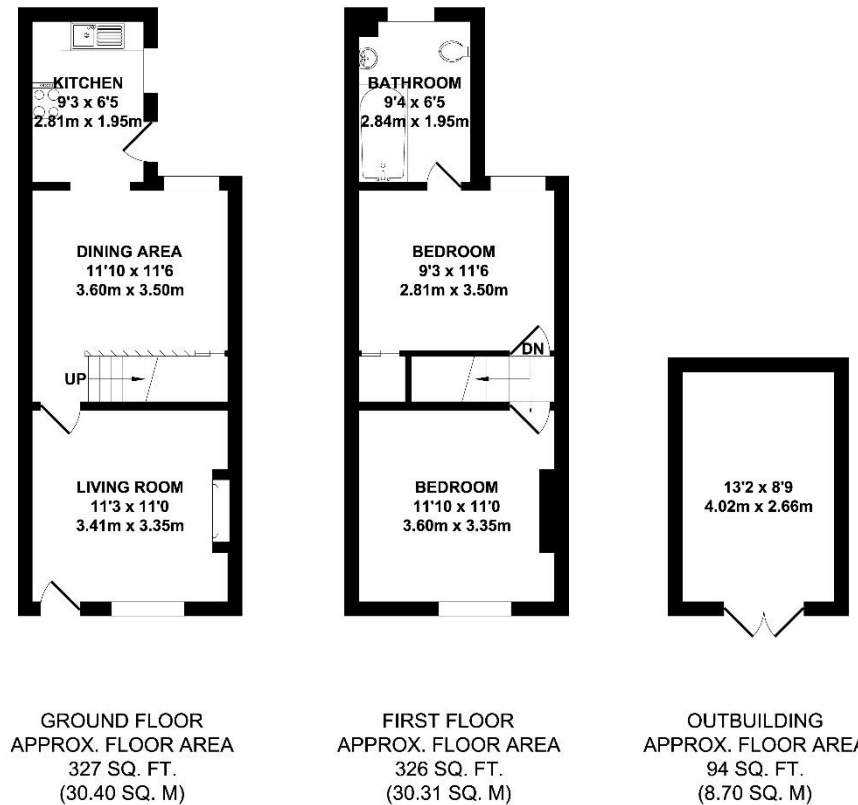 KITCHEN
9'3 x 6'5
2.81m x 1.95m
DINING AREA
11'10 x 11'6
3.60m x 3.50m
UP
LIVING ROOM
11'3 x 11'0
3.41m x 3.35m
GROUND FLOOR
APPROX. FLOOR AREA
327 SQ. FT.
(30.40 SQ. M)
BATHROOM
9'4 x 6'5
2.84m x 1.95m
BEDROOM
9'3 x 11'6
2.81m x 3.50m
DN
BEDROOM
11'10 x 11'0
3.60m x 3.35m
FIRST FLOOR
APPROX. FLOOR AREA
326 SQ. FT.
(30.31 SQ. M)
13'2 x 8'9
4.02m x 2.66m
OUTBUILDING
APPROX. FLOOR AREA
94 SQ. FT.
(8.70 SQ. M)